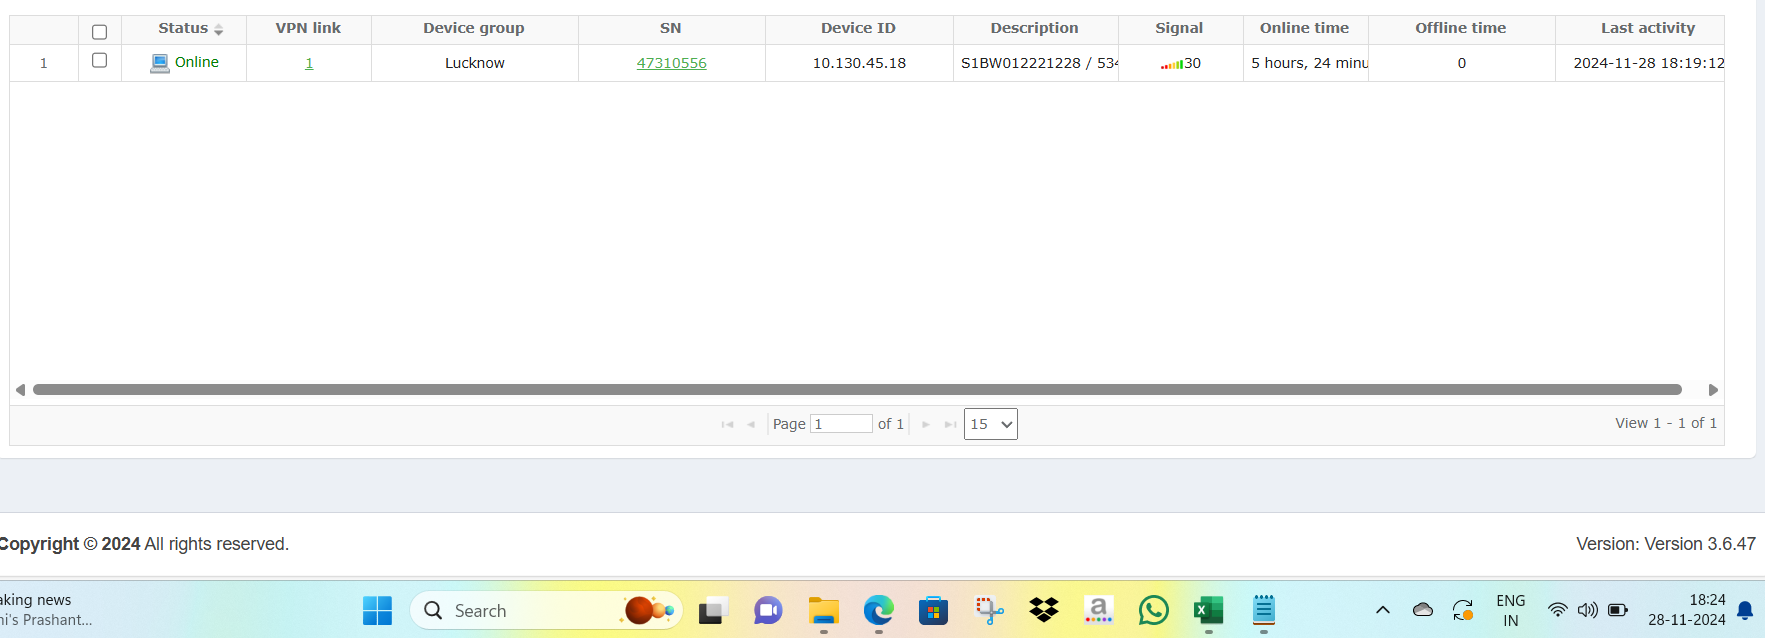 Status VPN link Device group SN Device ID Description Signal Online time Offline time Last activity
1 Online 1 Lucknow 47310556 10.130.45.18 S1BW012221228 / 534 30 5 hours, 24 minu 0 2024-11-28 18:19:12
Page 1 of 1 15 View 1 - 1 of 1
Copyright © 2024 All rights reserved. Version: Version 3.6.47
aking news
ni's Prashant...
Search
ENG
IN
18:24
28-11-2024